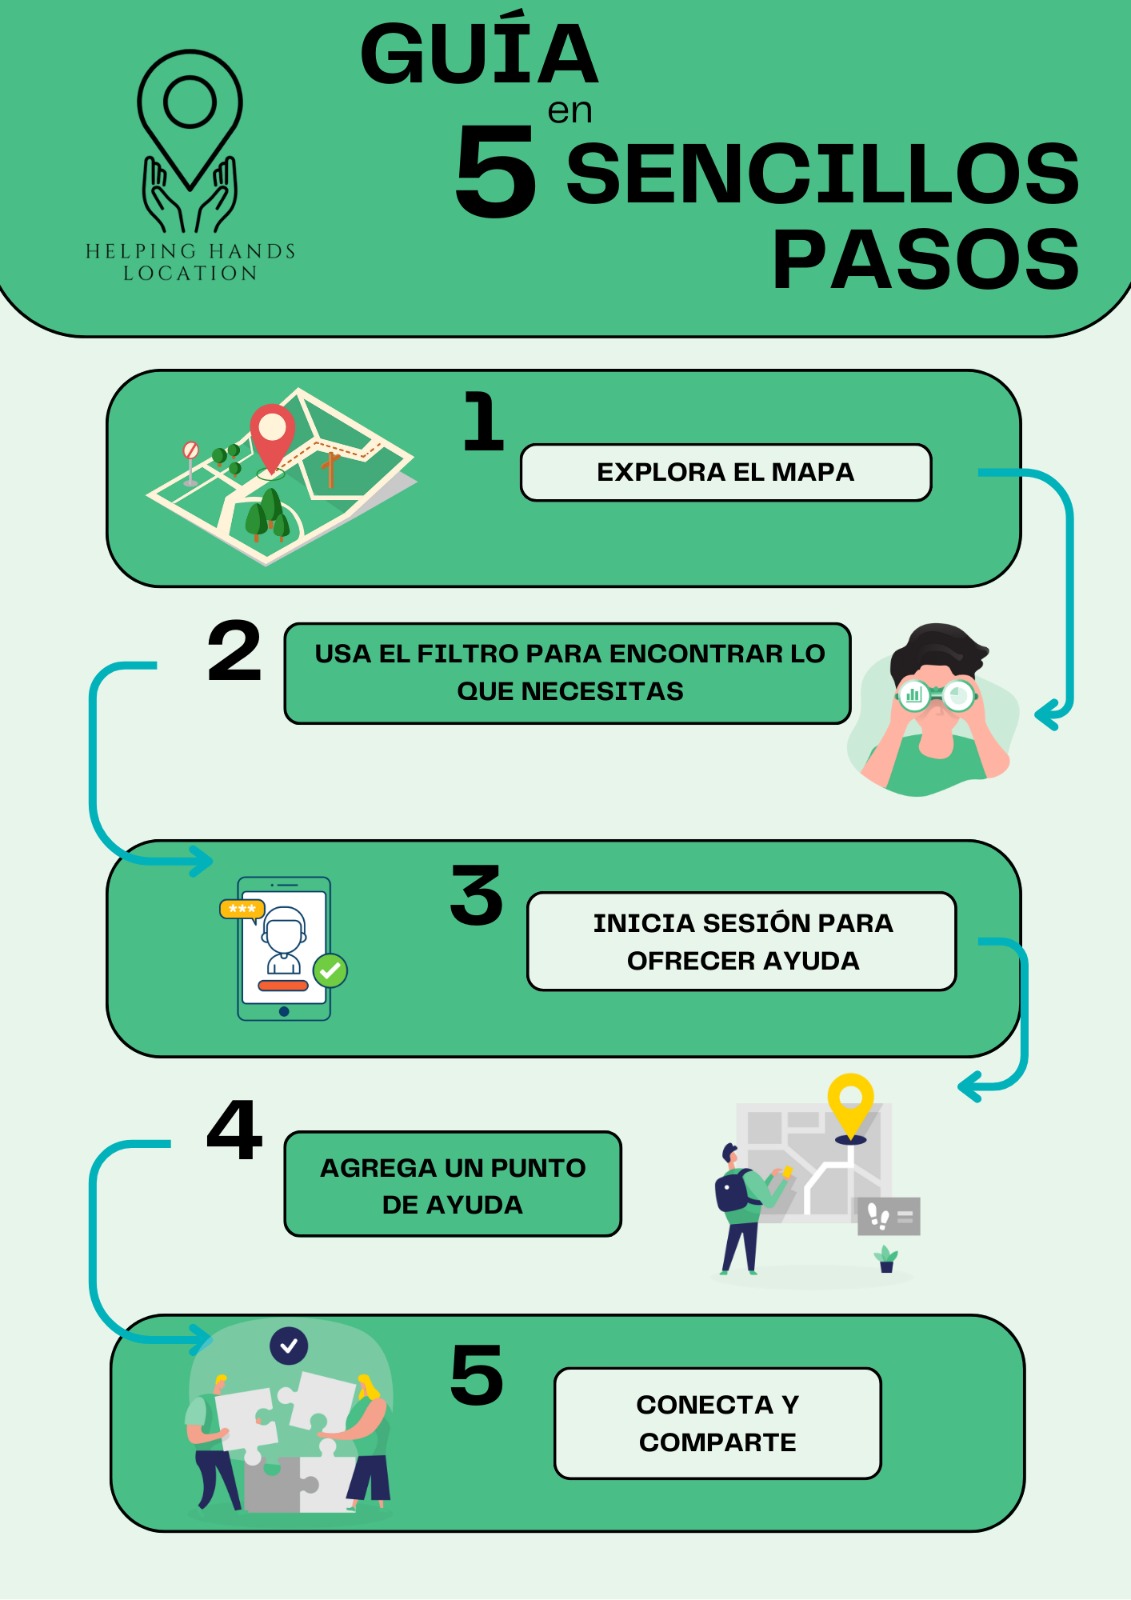 HELPING HANDS
LOCATION
GUÍA
en
5 SENCILLOS
PASOS
1
EXPLORA EL MAPA
2
USA EL FILTRO PARA ENCONTRAR LO
QUE NECESITAS
3
INICIA SESIÓN PARA
OFRECER AYUDA
4
AGREGA UN PUNTO
DE AYUDA
5
CONECTA Y
COMPARTE